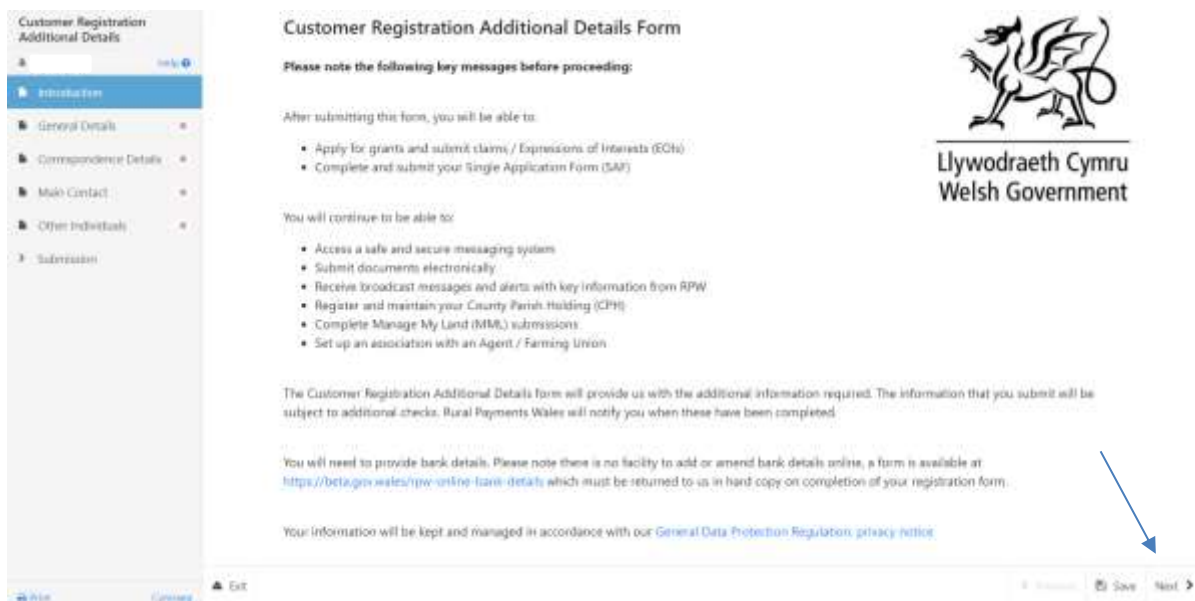 Customer Registration
Additional Details
Help
Introduction
General Details
Correspondence Details
Main Contact
Other Individuals
Submission
Print
Exit
Customer Registration Additional Details Form
Please note the following key messages before proceeding:
After submitting this form, you will be able to:
Apply for grants and submit claims / Expressions of Interests (EOIs)
Complete and submit your Single Application Form (SAF)
You will continue to be able to:
Access a safe and secure messaging system
Submit documents electronically
Receive broadcast messages and alerts with key information from RPW
Register and maintain your County Parish Holding (CPH)
Complete Manage My Land (MML) submissions
Set up an association with an Agent / Farming Union
The Customer Registration Additional Details form will provide us with the additional information required. The information that you submit will be
subject to additional checks. Rural Payments Wales will notify you when these have been completed.
You will need to provide bank details. Please note there is no facility to add or amend bank details online, a form is available at
https://beta.gov.wales/rpw-online-bank-details which must be returned to us in hard copy on completion of your registration form.
Your information will be kept and managed in accordance with our General Data Protection Regulation: privacy notice
Llywodraeth Cymru
Welsh Government
Save
Next